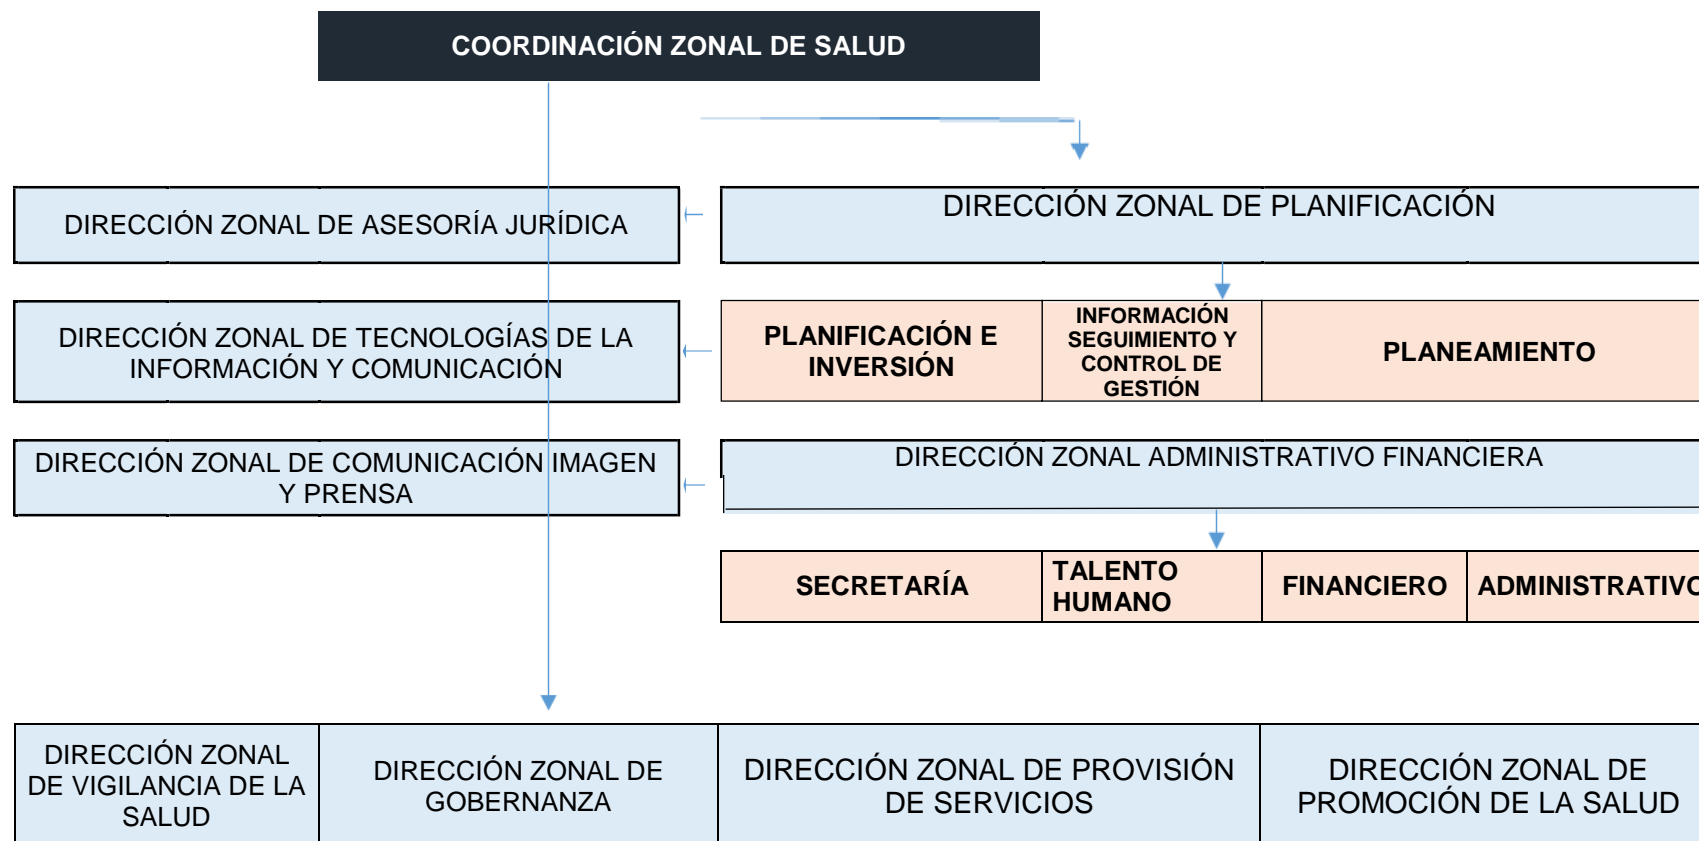 COORDINACIÓN ZONAL DE SALUD
DIRECCIÓN ZONAL DE ASESORÍA JURÍDICA
DIRECCIÓN ZONAL DE PLANIFICACIÓN
DIRECCIÓN ZONAL DE TECNOLOGÍAS DE LA
INFORMACIÓN Y COMUNICACIÓN
PLANIFICACIÓN E
INVERSIÓN
INFORMACIÓN
SEGUIMIENTO Y
CONTROL DE
GESTIÓN
PLANEAMIENTO
DIRECCIÓN ZONAL DE COMUNICACIÓN IMAGEN
Y PRENSA
DIRECCIÓN ZONAL ADMINISTRATIVO FINANCIERA
SECRETARÍA
TALENTO
HUMANO
FINANCIERO
ADMINISTRATIVO
DIRECCIÓN ZONAL
DE VIGILANCIA DE LA
SALUD
DIRECCIÓN ZONAL DE
GOBERNANZA
DIRECCIÓN ZONAL DE PROVISIÓN
DE SERVICIOS
DIRECCIÓN ZONAL DE
PROMOCIÓN DE LA SALUD